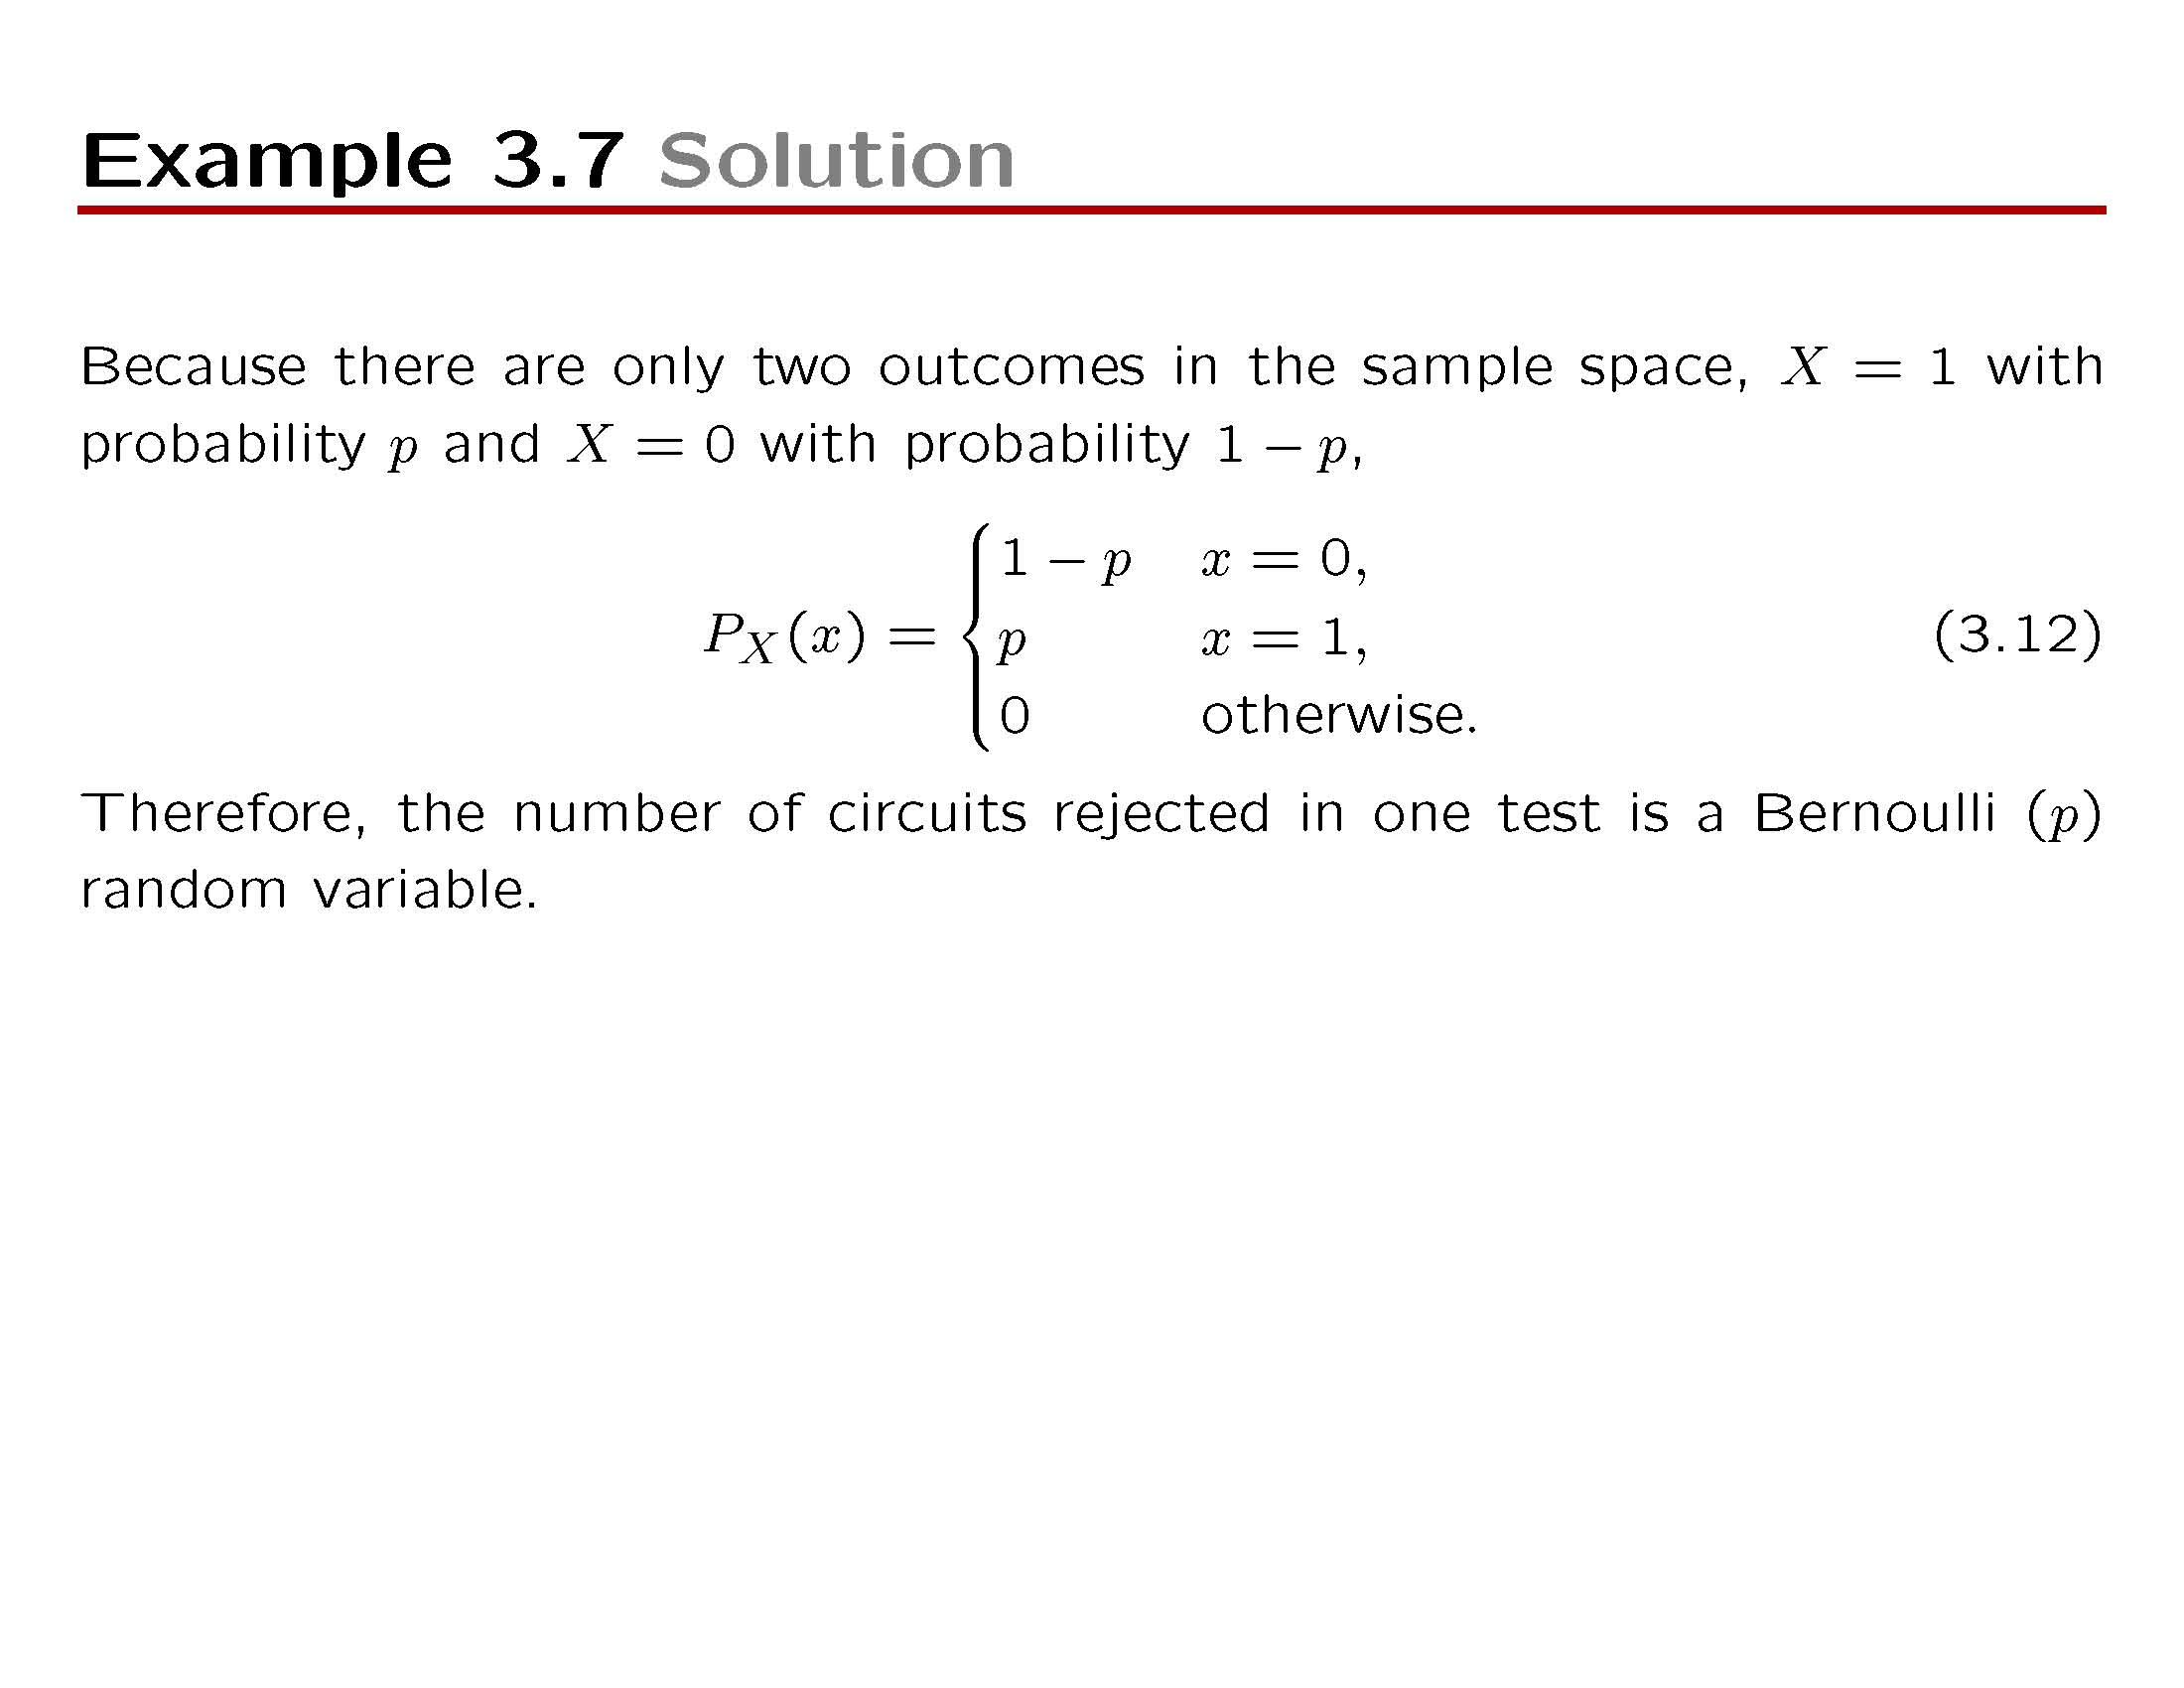 Example 3.7 Solution
Because there are only two outcomes in the sample space, X = 1 with
probability p and X = 0 with probability 1 − p,
1 − p x = 0,
P_X(x) = { p x = 1, (3.12)
0 otherwise.
Therefore, the number of circuits rejected in one test is a Bernoulli (p)
random variable.